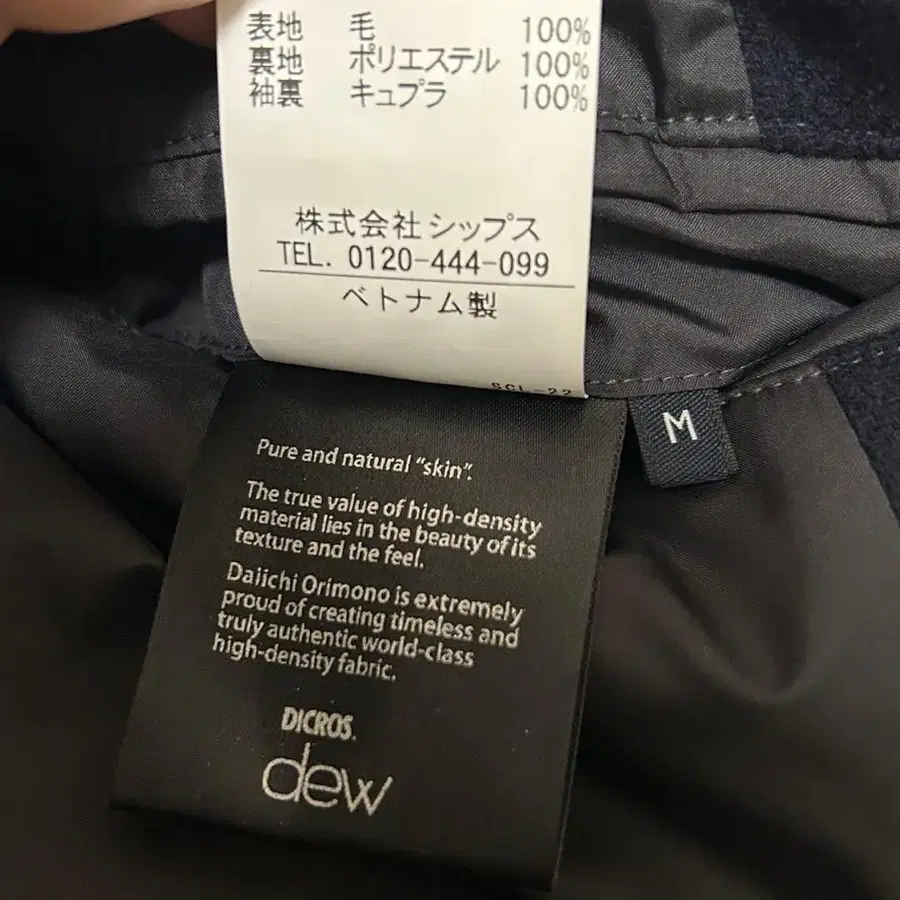 表地 毛 100%
裏地 ポリエステル 100%
袖裏 キュプラ 100%
株式会社 シップス
TEL. 0120-444-099
ベトナム製
SCL-22
M
Pure and natural "skin".
The true value of high-density
material lies in the beauty of its
texture and the feel.
Daiichi Orimono is extremely
proud of creating timeless and
truly authentic world-class
high-density fabric.
DICROS.
dew